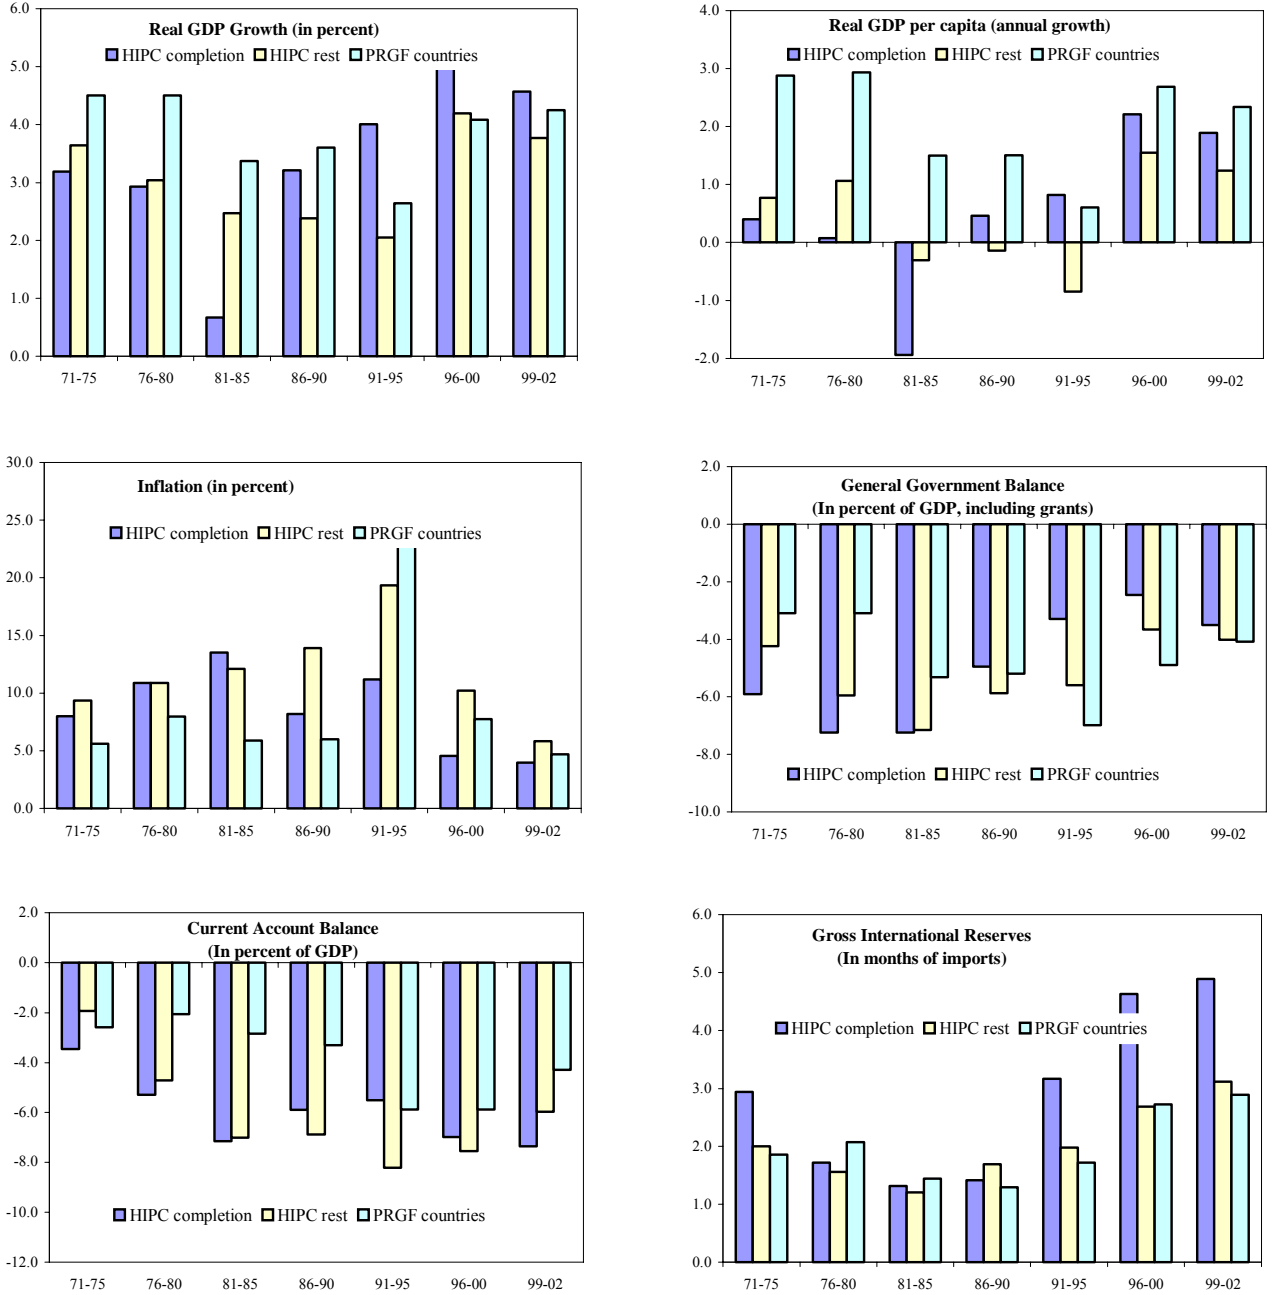 Real GDP Growth (in percent)
HIPC completion HIPC rest PRGF countries
6.0
5.0
4.0
3.0
2.0
1.0
0.0
71-75 76-80 81-85 86-90 91-95 96-00 99-02
Real GDP per capita (annual growth)
HIPC completion HIPC rest PRGF countries
4.0
3.0
2.0
1.0
0.0
-1.0
-2.0
71-75 76-80 81-85 86-90 91-95 96-00 99-02
Inflation (in percent)
HIPC completion HIPC rest PRGF countries
30.0
25.0
20.0
15.0
10.0
5.0
0.0
71-75 76-80 81-85 86-90 91-95 96-00 99-02
General Government Balance
(In percent of GDP, including grants)
2.0
0.0
-2.0
-4.0
-6.0
-8.0
-10.0
HIPC completion HIPC rest PRGF countries
71-75 76-80 81-85 86-90 91-95 96-00 99-02
Current Account Balance
(In percent of GDP)
2.0
0.0
-2.0
-4.0
-6.0
-8.0
-10.0
-12.0
HIPC completion HIPC rest PRGF countries
71-75 76-80 81-85 86-90 91-95 96-00 99-02
Gross International Reserves
(In months of imports)
HIPC completion HIPC rest PRGF countries
6.0
5.0
4.0
3.0
2.0
1.0
0.0
71-75 76-80 81-85 86-90 91-95 96-00 99-02